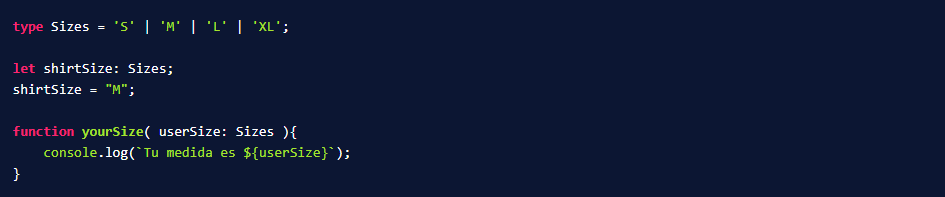 type Sizes = 'S' | 'M' | 'L' | 'XL';
let shirtSize: Sizes;
shirtSize = "M";
function yourSize( userSize: Sizes ){
    console.log(`Tu medida es ${userSize}`);
}